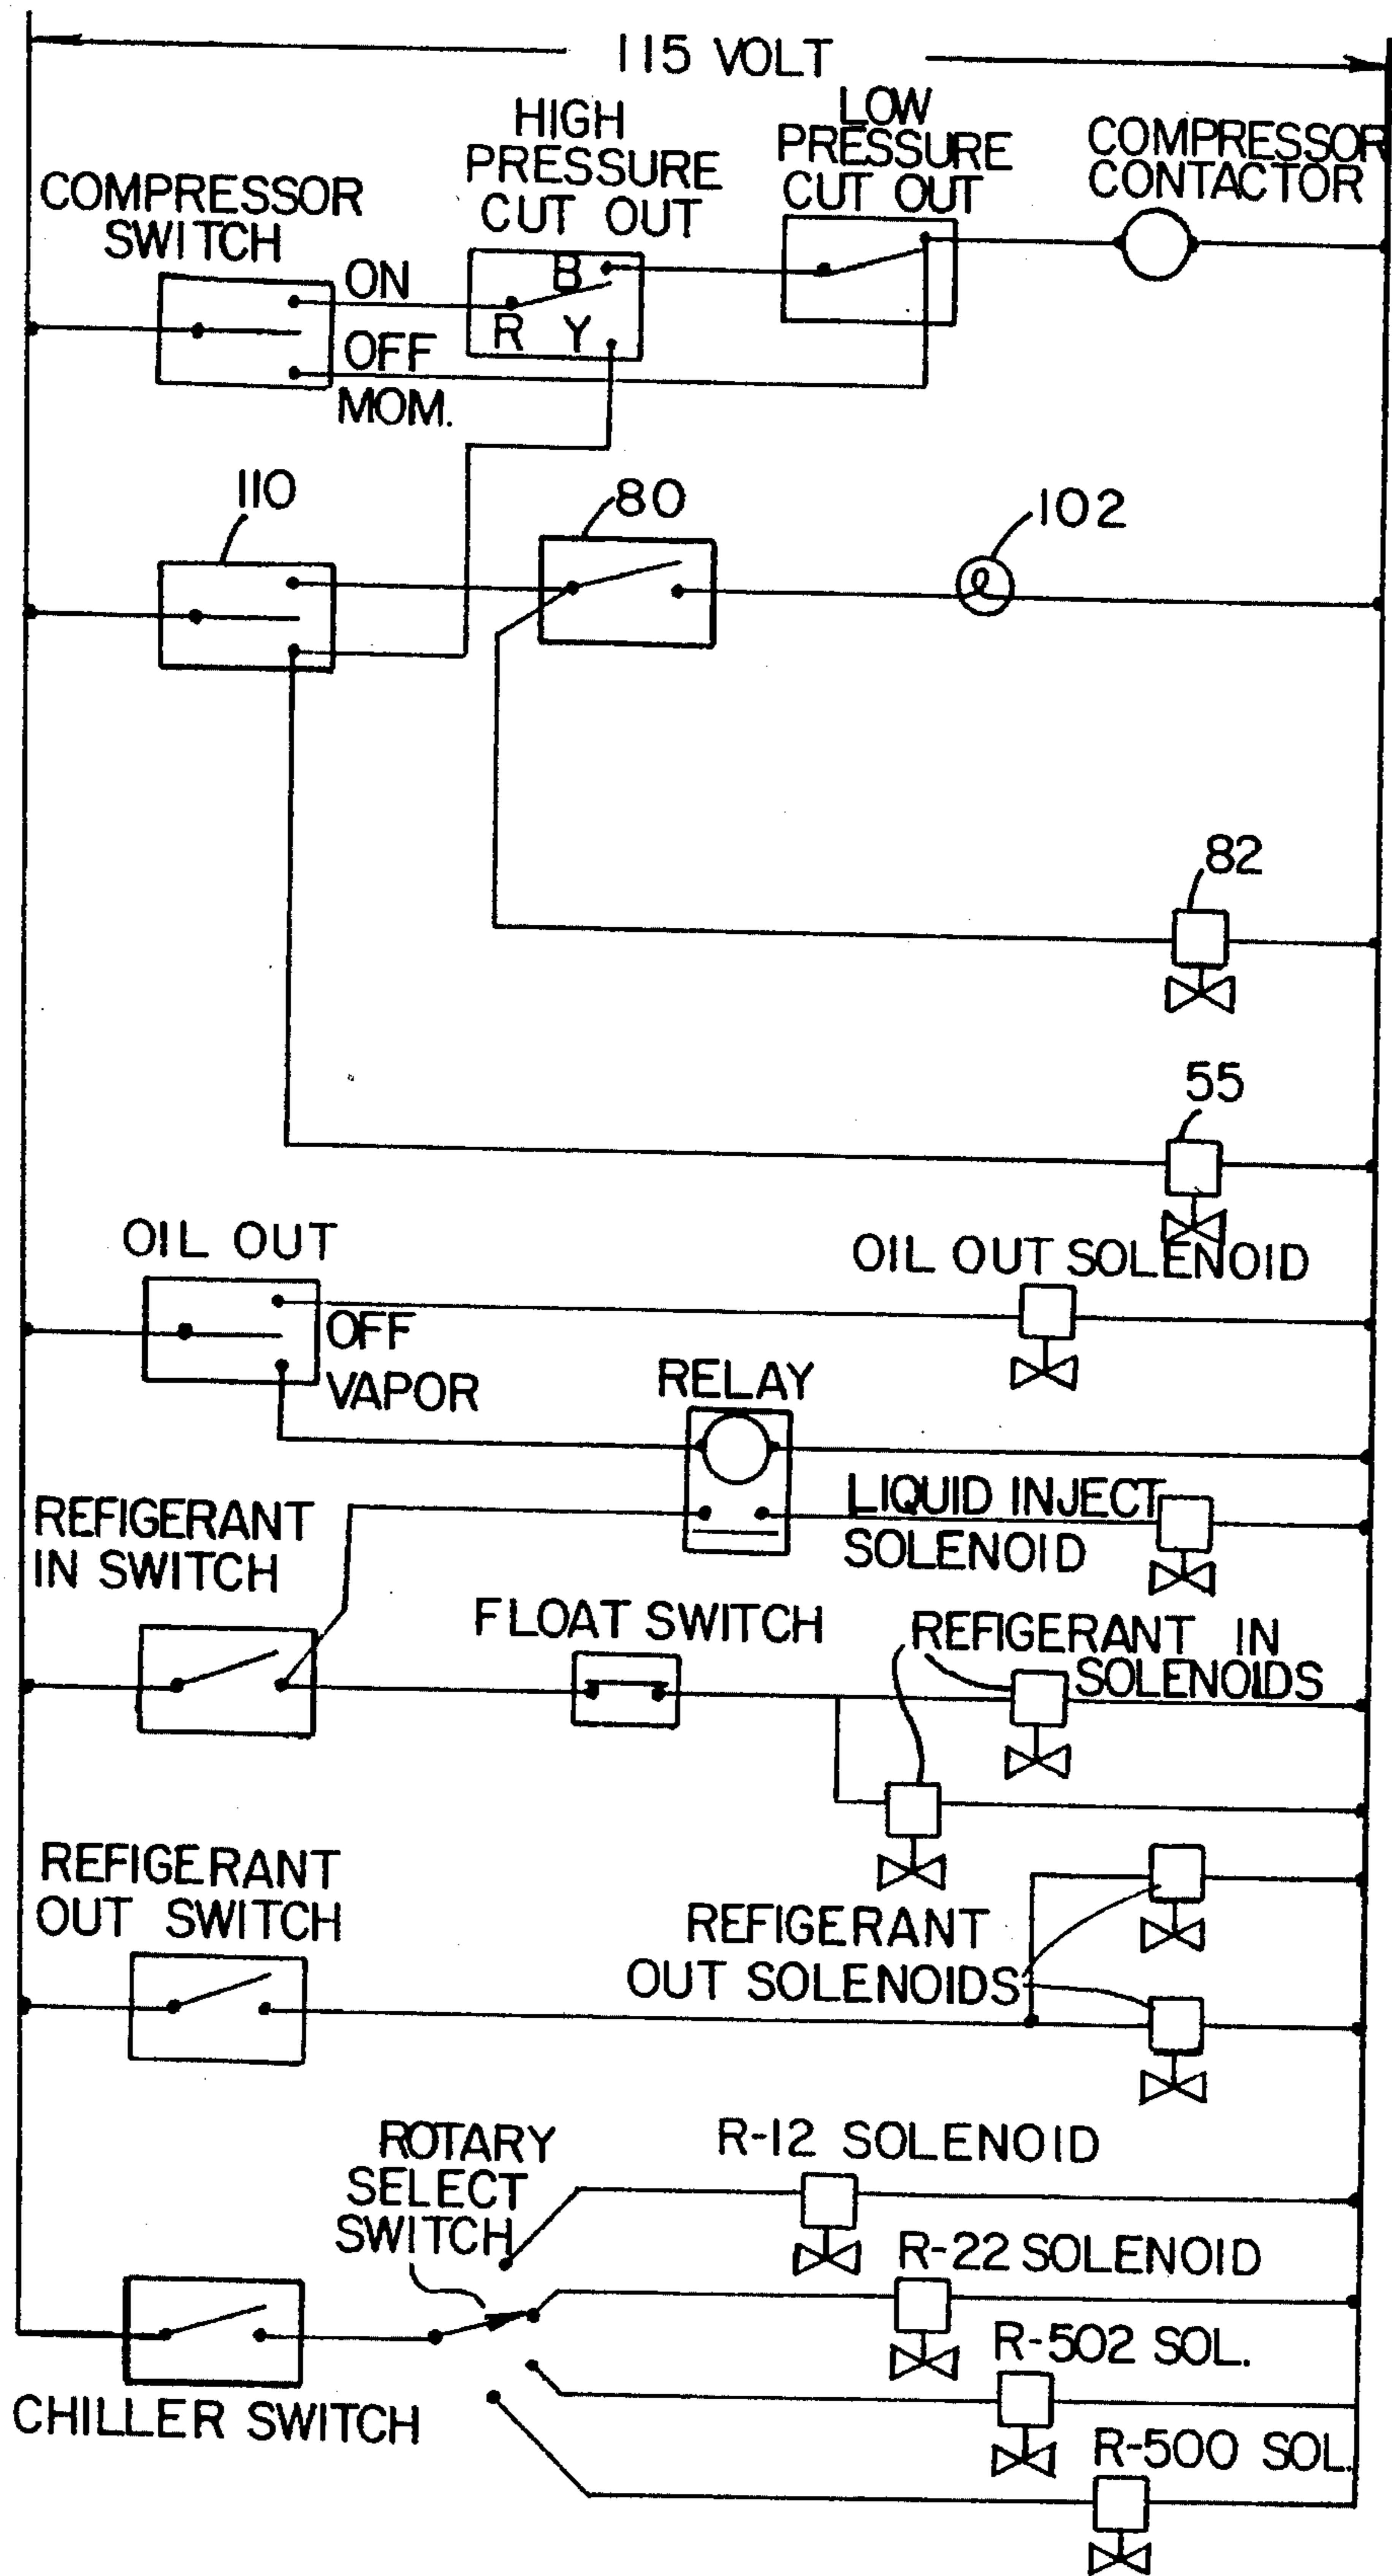 115 VOLT
HIGH
PRESSURE
CUT OUT
LOW
PRESSURE
CUT OUT
COMPRESSOR
CONTACTOR
COMPRESSOR
SWITCH
ON
OFF
MOM.
B
R Y
110
80
102
82
55
OIL OUT
OFF
VAPOR
OIL OUT SOLENOID
RELAY
LIQUID INJECT
SOLENOID
REFIGERANT
IN SWITCH
FLOAT SWITCH
REFIGERANT IN
SOLENOIDS
REFIGERANT
OUT SWITCH
REFIGERANT
OUT SOLENOIDS
ROTARY
SELECT
SWITCH
R-12 SOLENOID
R-22 SOLENOID
R-502 SOL.
R-500 SOL.
CHILLER SWITCH